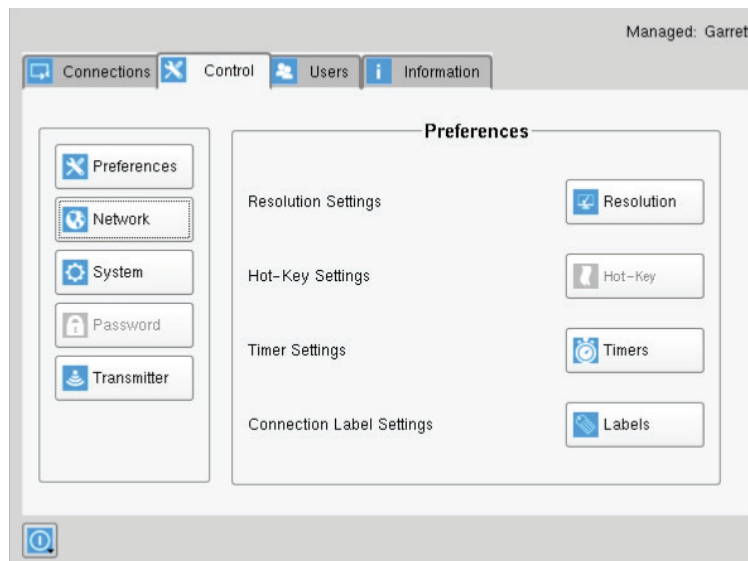 Managed: Garret
Connections Control Users Information
Preferences
Network
System
Password
Transmitter
Preferences
Resolution Settings Resolution
Hot-Key Settings Hot-Key
Timer Settings Timers
Connection Label Settings Labels